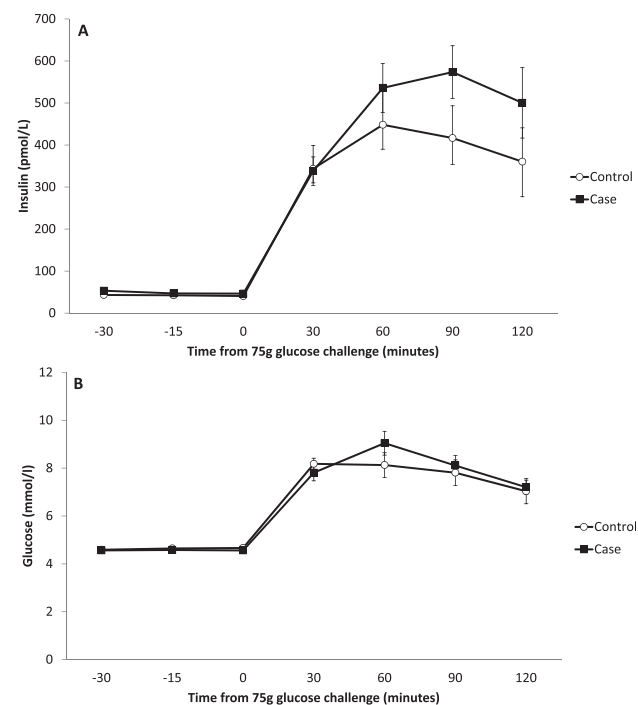 A
700
600
500
400
300
200
100
0
Insulin (pmol/L)
-30 -15 0 30 60 90 120
Time from 75g glucose challenge (minutes)
Control
Case
B
12
10
8
6
4
2
0
Glucose (mmol/l)
-30 -15 0 30 60 90 120
Time from 75g glucose challenge (minutes)
Control
Case